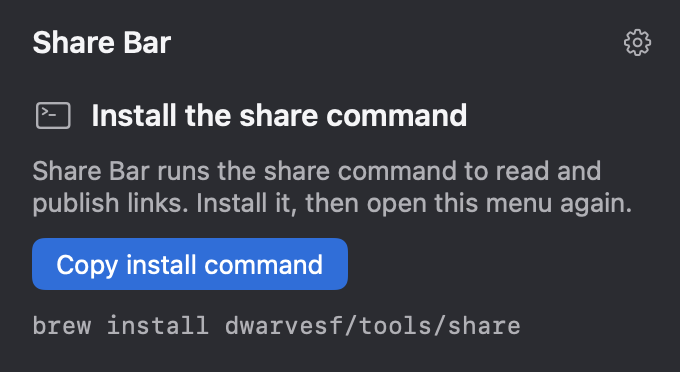 Share Bar
Install the share command
Share Bar runs the share command to read and
publish links. Install it, then open this menu again.
Copy install command
brew install dwarvesf/tools/share